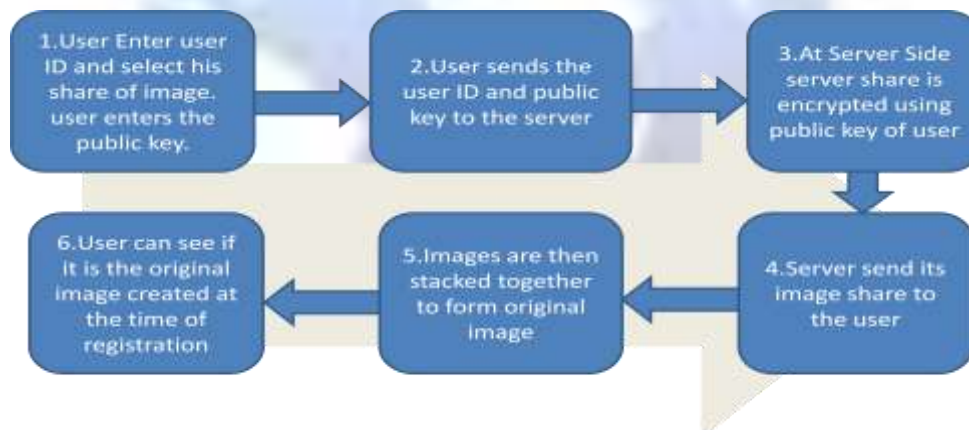 1.User Enter user
ID and select his
share of image.
user enters the
public key.
2.User sends the
user ID and public
key to the server
3.At Server Side
server share is
encrypted using
public key of user
4.Server send its
image share to
the user
5.Images are then
stacked together
to form original
image
6.User can see if
it is the original
image created at
the time of
registration